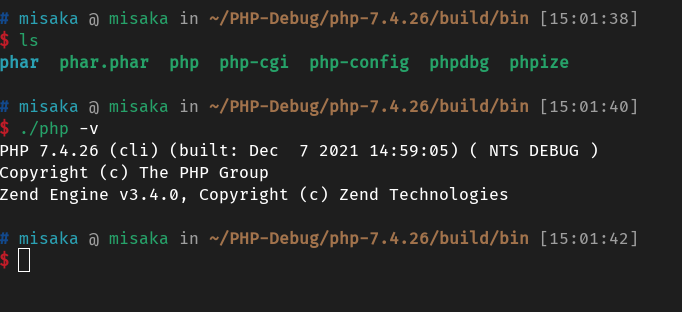 # misaka @ misaka in ~/PHP-Debug/php-7.4.26/build/bin [15:01:38]
$ ls
phar  phar.phar  php  php-cgi  php-config  phpdbg  phpize
# misaka @ misaka in ~/PHP-Debug/php-7.4.26/build/bin [15:01:40]
$ ./php -v
PHP 7.4.26 (cli) (built: Dec  7 2021 14:59:05) ( NTS DEBUG )
Copyright (c) The PHP Group
Zend Engine v3.4.0, Copyright (c) Zend Technologies
# misaka @ misaka in ~/PHP-Debug/php-7.4.26/build/bin [15:01:42]
$